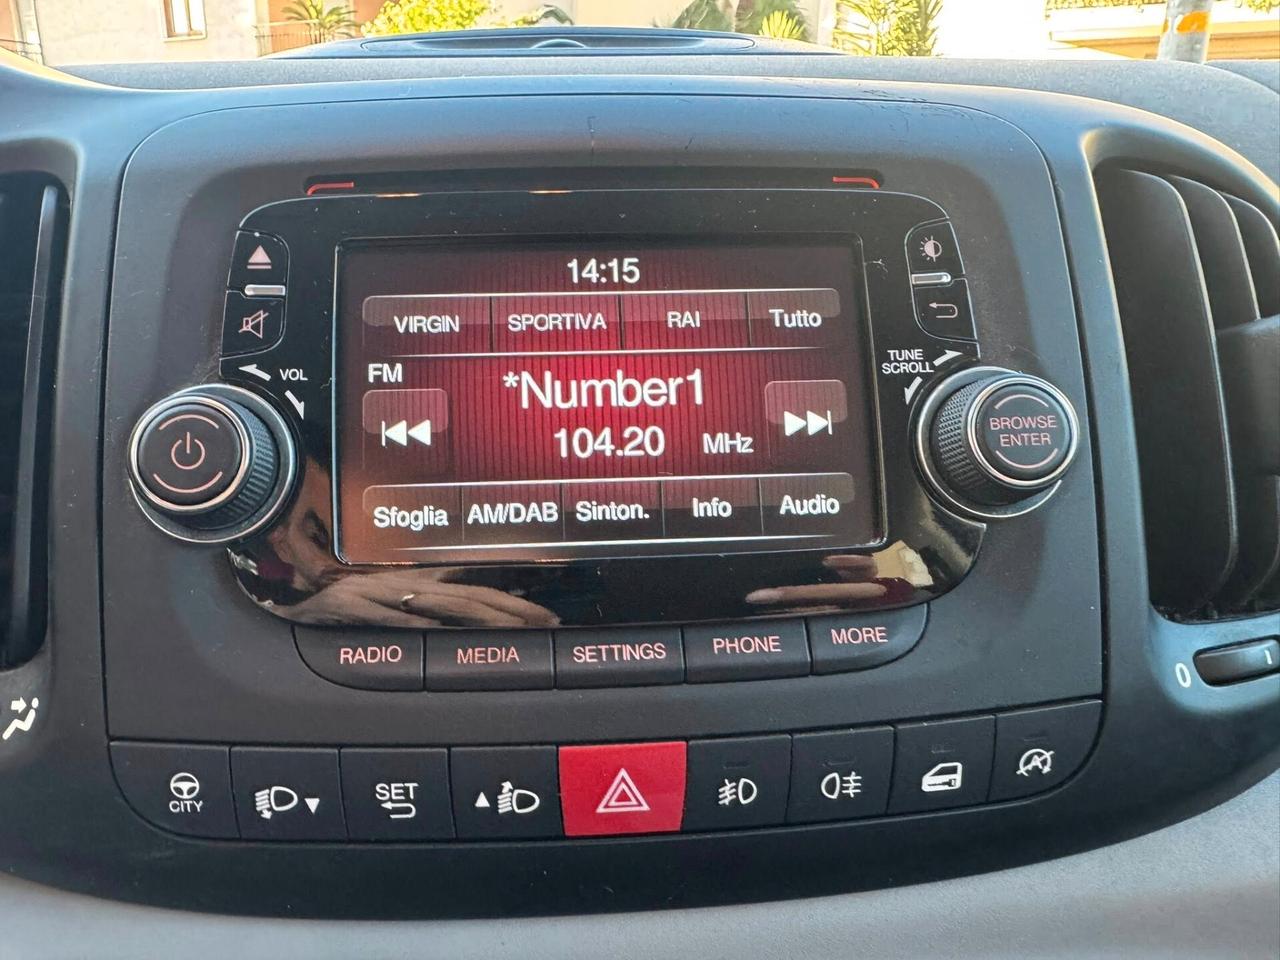 14:15
VIRGIN SPORTIVA RAI Tutto
FM
*Number1
104.20 MHz
Sfoglia AM/DAB Sinton. Info Audio
VOL
TUNE
SCROLL
BROWSE
ENTER
RADIO MEDIA SETTINGS PHONE MORE
0 I
CITY
SET
A